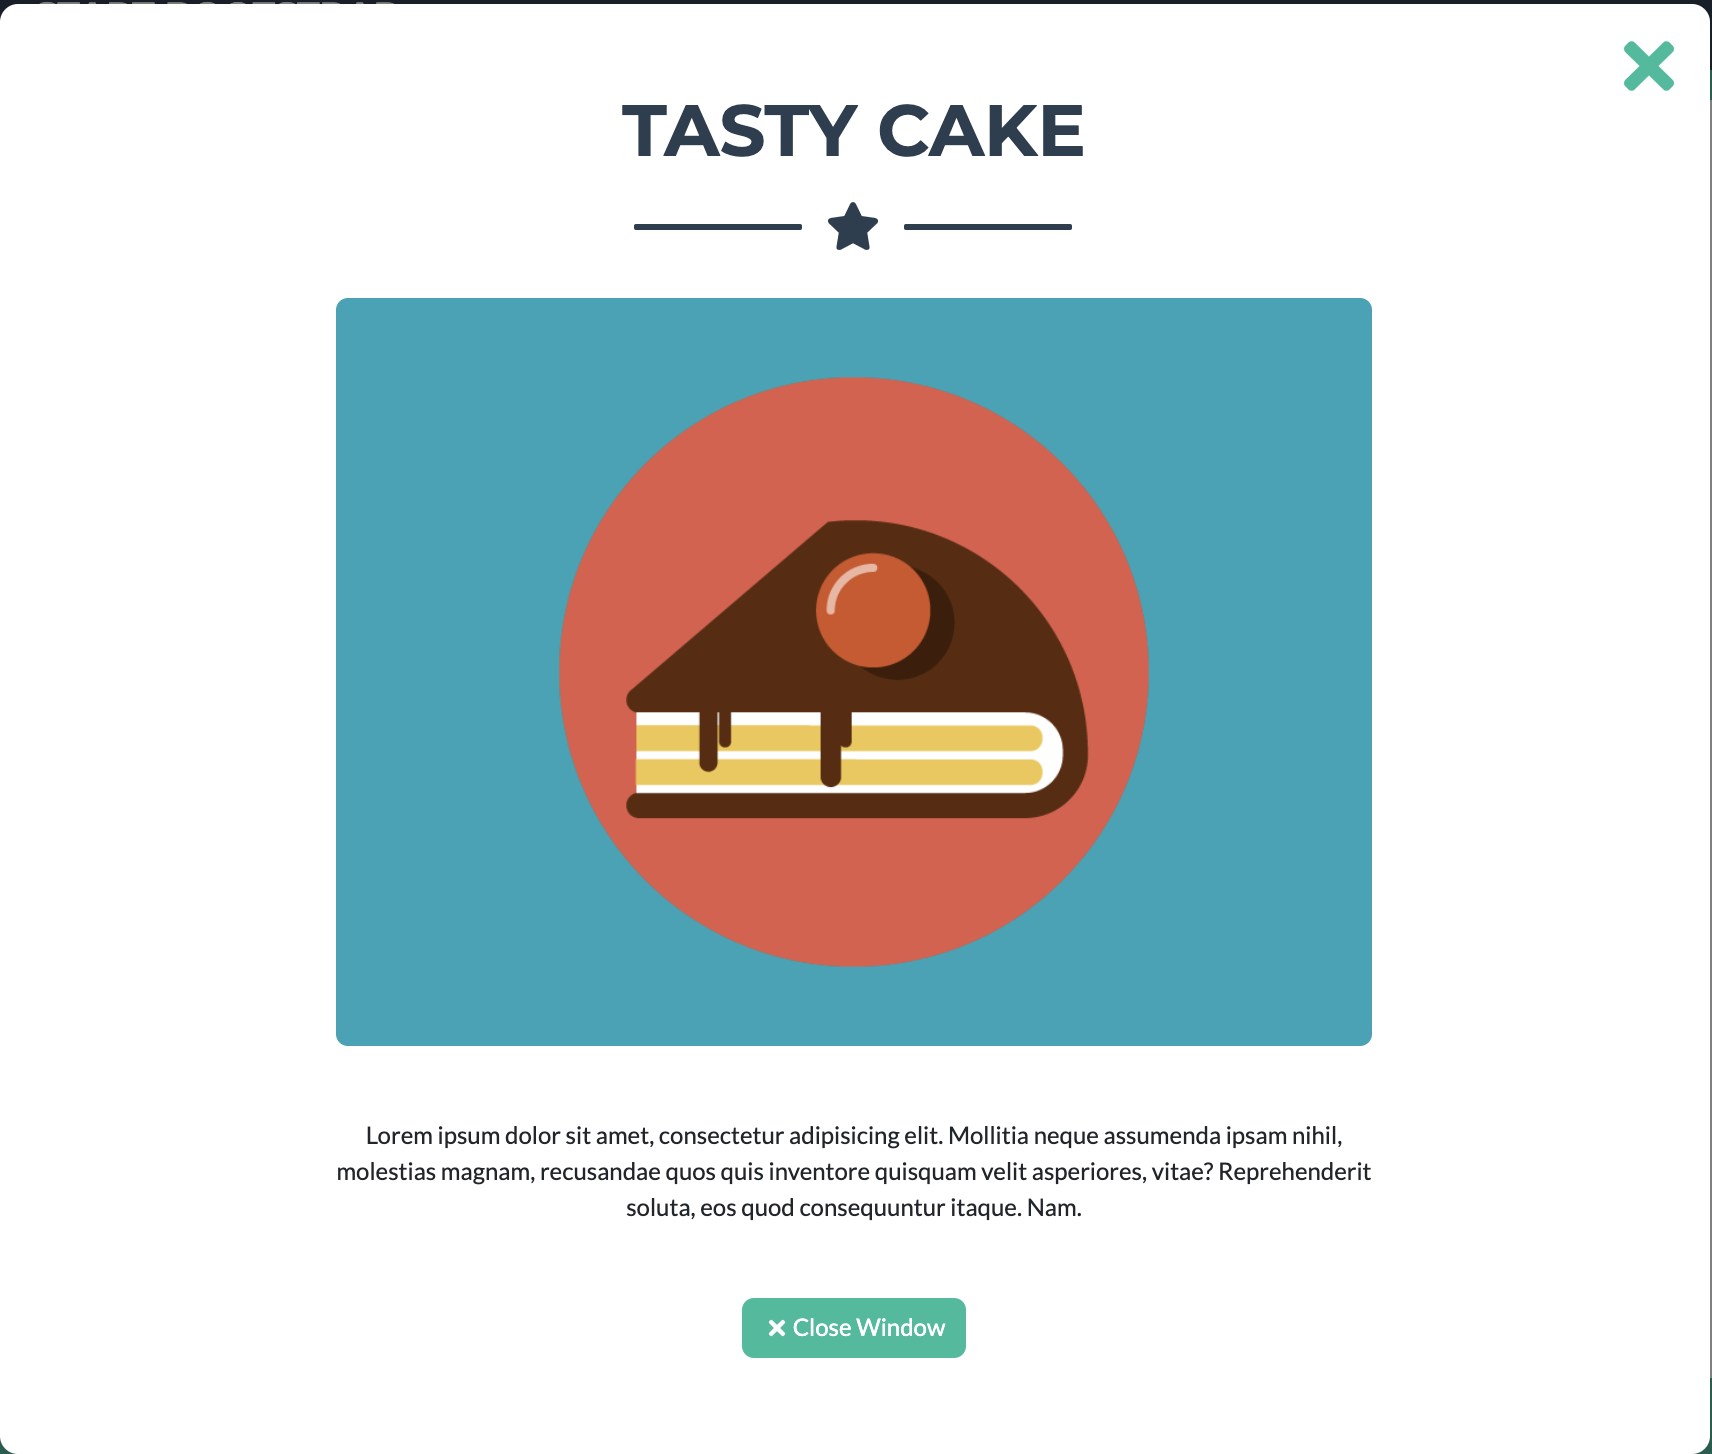 TASTY CAKE
Lorem ipsum dolor sit amet, consectetur adipisicing elit. Mollitia neque assumenda ipsam nihil,
molestias magnam, recusandae quos quis inventore quisquam velit asperiores, vitae? Reprehenderit
soluta, eos quod consequuntur itaque. Nam.
Close Window